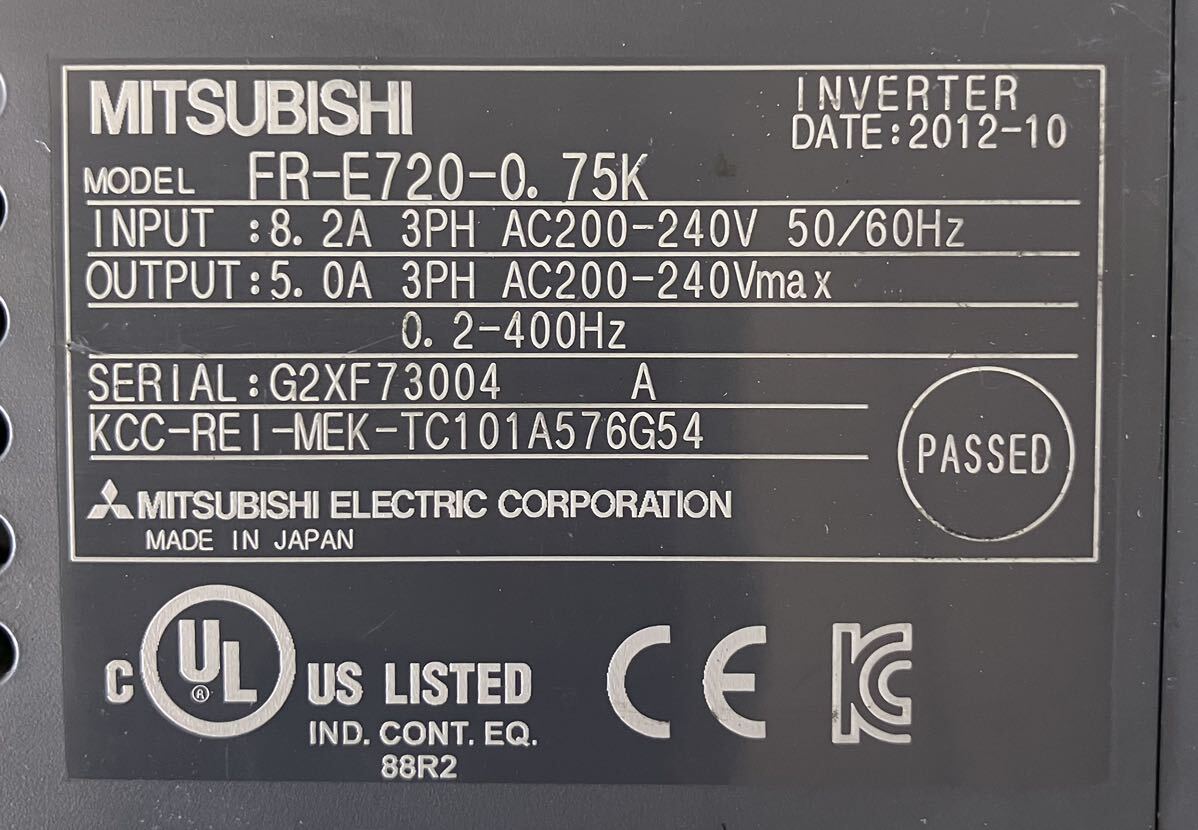 MITSUBISHI
INVERTER
DATE:2012-10
MODEL FR-E720-0.75K
INPUT :8.2A 3PH AC200-240V 50/60Hz
OUTPUT:5.0A 3PH AC200-240Vmax
0.2-400Hz
SERIAL:G2XF73004 A
KCC-REI-MEK-TC101A576G54
PASSED
MITSUBISHI ELECTRIC CORPORATION
MADE IN JAPAN
C UL ® US LISTED
IND. CONT. EQ.
88R2
CE
KC